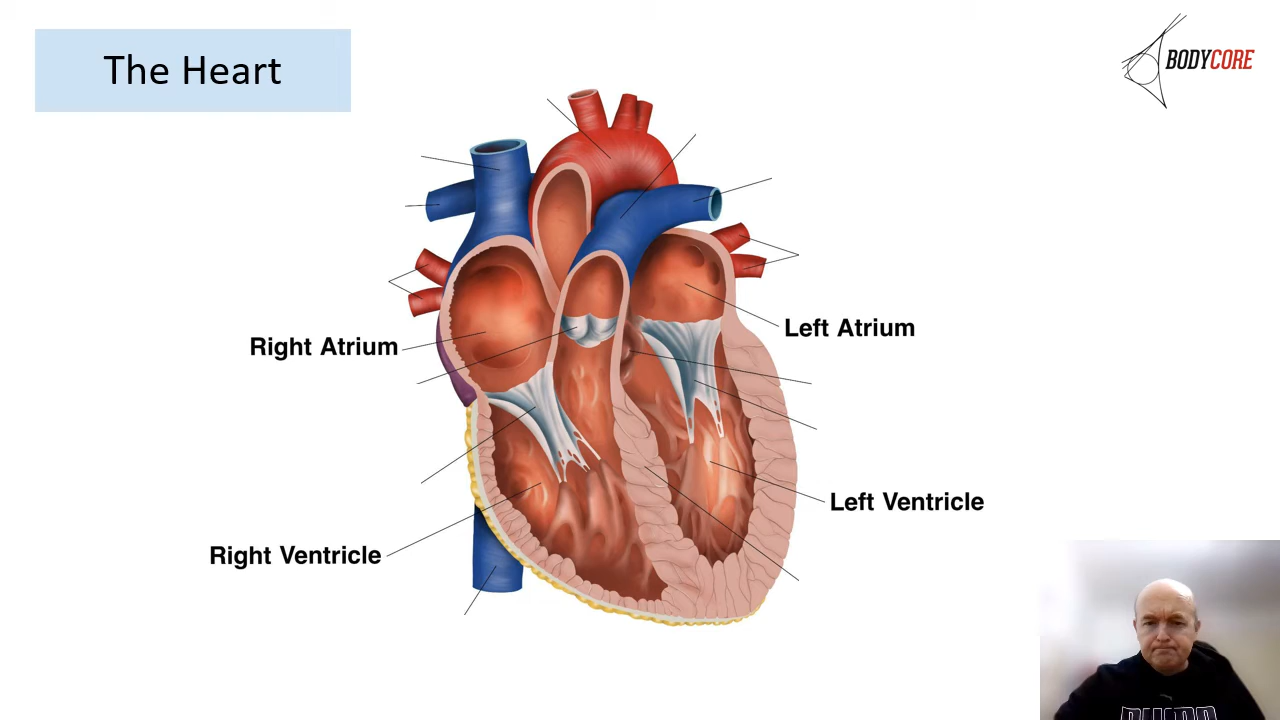 The Heart
BODYCORE
Left Atrium
Right Atrium
Left Ventricle
Right Ventricle